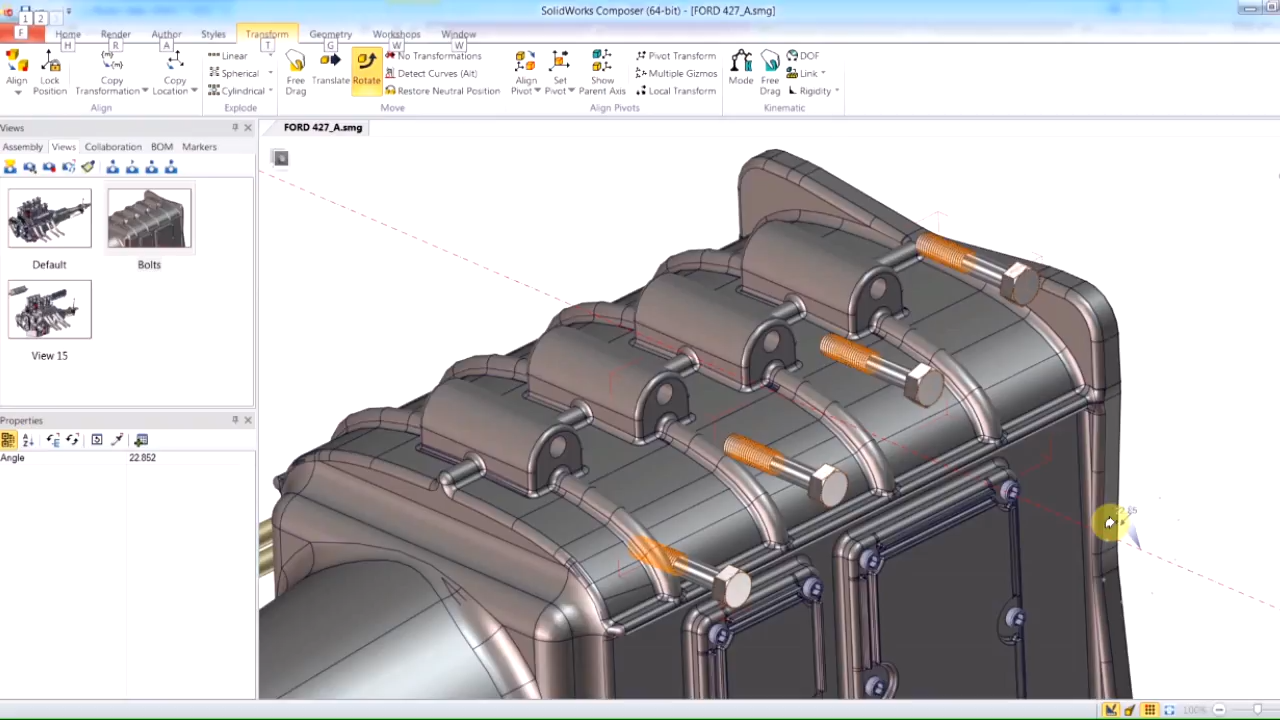 SolidWorks Composer (64-bit) - [FORD 427_A.smg]
1 2
Home Render Author Styles Transform Geometry Workshops Window
F H R A T G W W
Linear No Transformations Pivot Transform DOF
Spherical Detect Curves (Alt) Multiple Gizmos Link
Cylindrical Restore Neutral Position Local Transform Rigidity
Align Lock Position Copy Transformation Copy Location Free Drag Translate Rotate Align Pivot Set Pivot Show Parent Axis Mode Free Drag
Align Explode Move Align Pivots Kinematic
Views FORD 427_A.smg
Assembly Views Collaboration BOM Markers
Default Bolts
View 15
Properties
Angle 22.852
100%